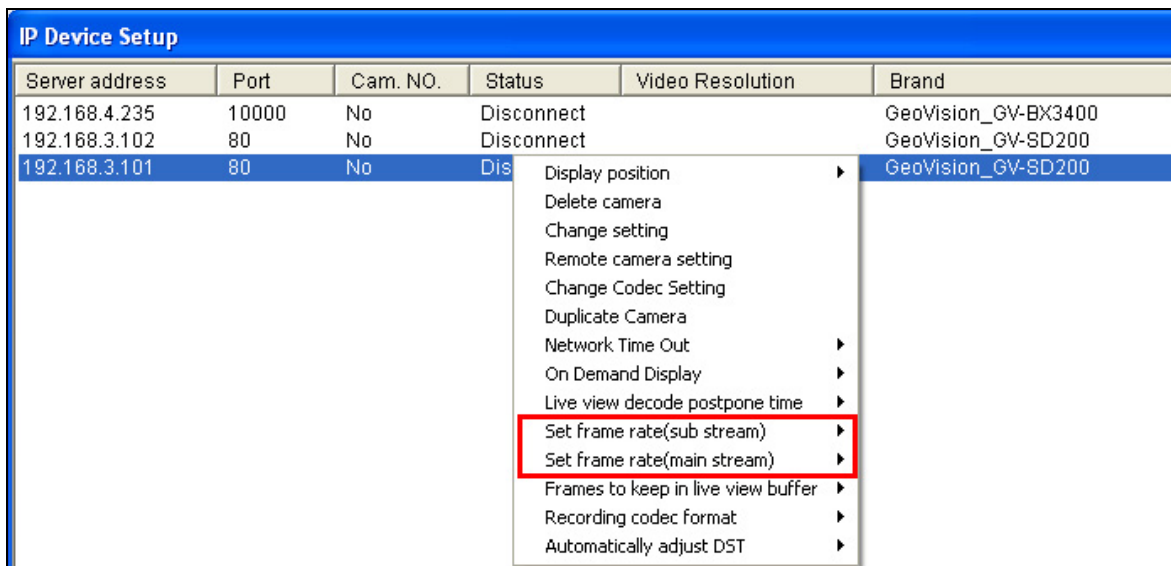 IP Device Setup
Server address Port Cam. NO. Status Video Resolution Brand
192.168.4.235 10000 No Disconnect GeoVision_GV-BX3400
192.168.3.102 80 No Disconnect GeoVision_GV-SD200
192.168.3.101 80 No Dis GeoVision_GV-SD200
Display position
Delete camera
Change setting
Remote camera setting
Change Codec Setting
Duplicate Camera
Network Time Out
On Demand Display
Live view decode postpone time
Set frame rate(sub stream)
Set frame rate(main stream)
Frames to keep in live view buffer
Recording codec format
Automatically adjust DST